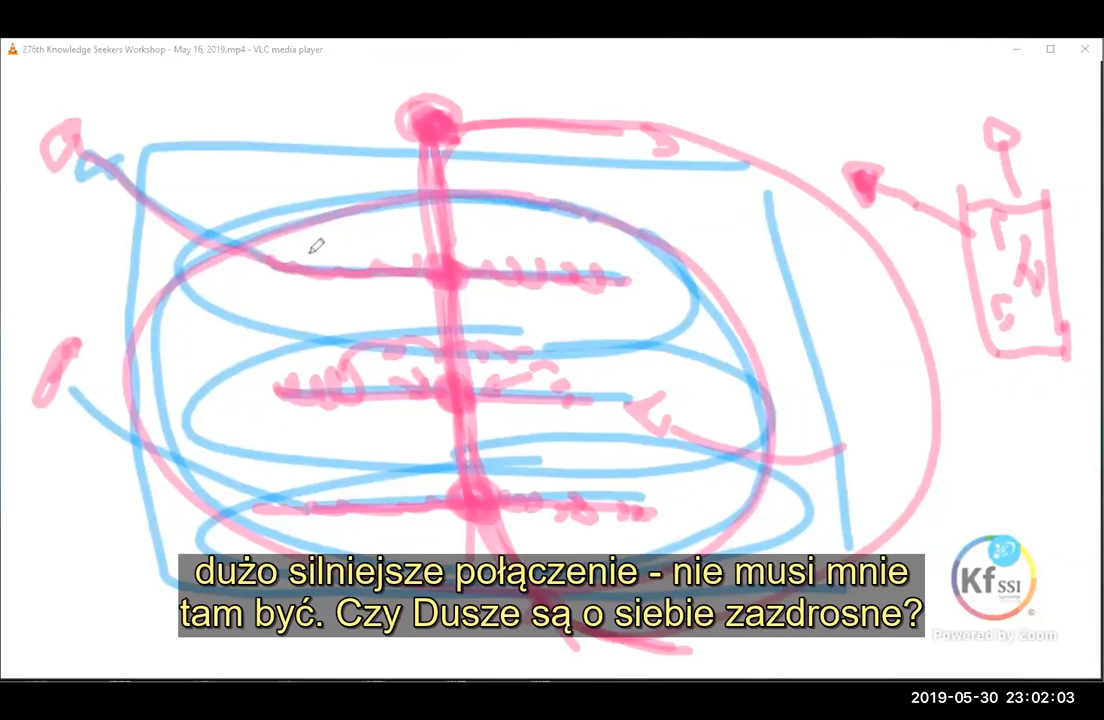 276th Knowledge Seekers Workshop - May 16, 2019.mp4 - VLC media player
Kf SSI
Powered by Zoom
dużo silniejsze połączenie - nie musi mnie
tam być. Czy Dusze są o siebie zazdrosne?
2019-05-30 23:02:03